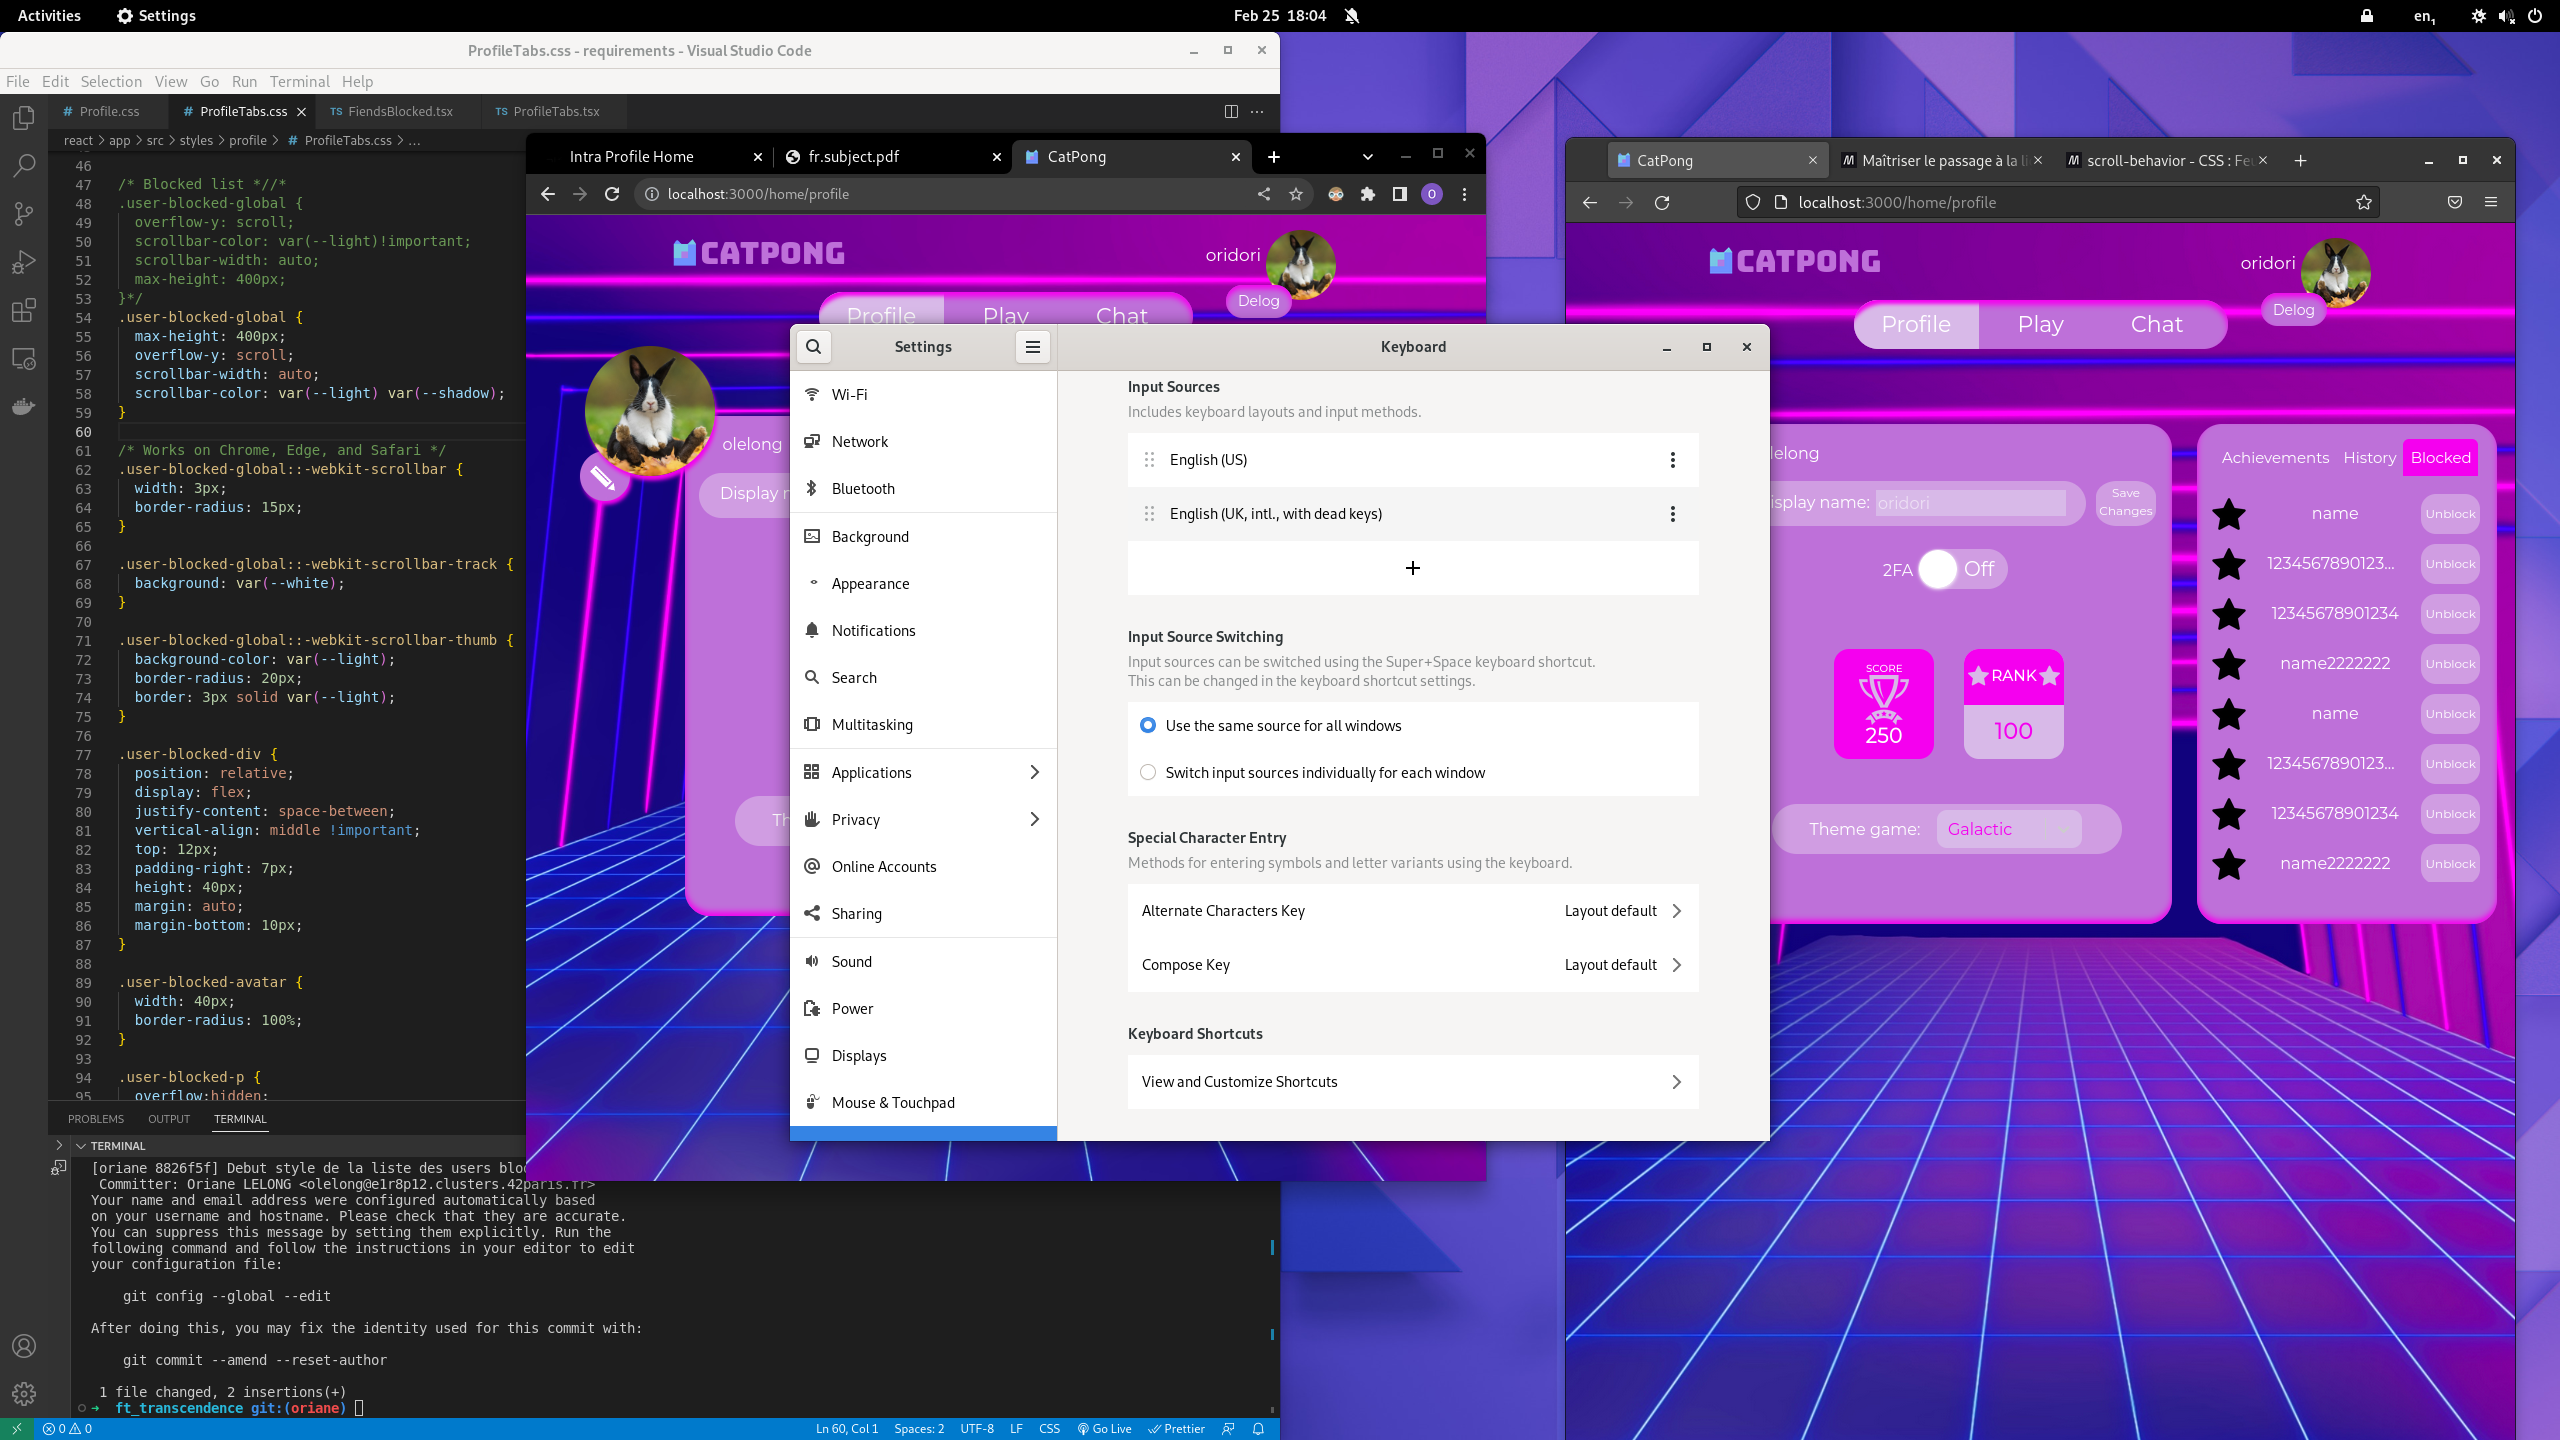 Activities
Settings
Feb 25 18:04
en1
ProfileTabs.css - requirements - Visual Studio Code
File Edit Selection View Go Run Terminal Help
# Profile.css
# ProfileTabs.css
TS FiendsBlocked.tsx
TS ProfileTabs.tsx
react > app > src > styles > profile > # ProfileTabs.css > ...
46
47 /* Blocked list *//*
48 .user-blocked-global {
49 overflow-y: scroll;
50 scrollbar-color: var(--light)!important;
51 scrollbar-width: auto;
52 max-height: 400px;
53 }*/
54 .user-blocked-global {
55 max-height: 400px;
56 overflow-y: scroll;
57 scrollbar-width: auto;
58 scrollbar-color: var(--light) var(--shadow);
59 }
60
61 /* Works on Chrome, Edge, and Safari */
62 .user-blocked-global::-webkit-scrollbar {
63 width: 3px;
64 border-radius: 15px;
65 }
66
67 .user-blocked-global::-webkit-scrollbar-track {
68 background: var(--white);
69 }
70
71 .user-blocked-global::-webkit-scrollbar-thumb {
72 background-color: var(--light);
73 border-radius: 20px;
74 border: 3px solid var(--light);
75 }
76
77 .user-blocked-div {
78 position: relative;
79 display: flex;
80 justify-content: space-between;
81 vertical-align: middle !important;
82 top: 12px;
83 padding-right: 7px;
84 height: 40px;
85 margin: auto;
86 margin-bottom: 10px;
87 }
88
89 .user-blocked-avatar {
90 width: 40px;
91 border-radius: 100%;
92 }
93
94 .user-blocked-p {
95 overflow:hidden;
PROBLEMS OUTPUT TERMINAL
TERMINAL
[oriane 8826f5f] Debut style de la liste des users bloq
Committer: Oriane LELONG <olelong@e1r8p12.clusters.42paris.fr>
Your name and email address were configured automatically based
on your username and hostname. Please check that they are accurate.
You can suppress this message by setting them explicitly. Run the
following command and follow the instructions in your editor to edit
your configuration file:
git config --global --edit
After doing this, you may fix the identity used for this commit with:
git commit --amend --reset-author
1 file changed, 2 insertions(+)
→ ft_transcendence git:(oriane)
0 0
Ln 60, Col 1
Spaces: 2
UTF-8
LF
CSS
Go Live
Prettier
Intra Profile Home
fr.subject.pdf
CatPong
localhost:3000/home/profile
O
CATPONG
oridori
Delog
Profile Play Chat
olelong
Display n
Th
Settings
Wi-Fi
Network
Bluetooth
Background
Appearance
Notifications
Search
Multitasking
Applications
Privacy
Online Accounts
Sharing
Sound
Power
Displays
Mouse & Touchpad
Keyboard
Input Sources
Includes keyboard layouts and input methods.
English (US)
English (UK, intl., with dead keys)
+
Input Source Switching
Input sources can be switched using the Super+Space keyboard shortcut.
This can be changed in the keyboard shortcut settings.
Use the same source for all windows
Switch input sources individually for each window
Special Character Entry
Methods for entering symbols and letter variants using the keyboard.
Alternate Characters Key Layout default
Compose Key Layout default
Keyboard Shortcuts
View and Customize Shortcuts
CatPong
Maîtriser le passage à la li
scroll-behavior - CSS : Feu
localhost:3000/home/profile
CATPONG
oridori
Delog
Profile Play Chat
lelong
isplay name: oridori
Save
Changes
2FA Off
SCORE
250
RANK
100
Theme game: Galactic
Achievements History Blocked
name Unblock
1234567890123... Unblock
12345678901234 Unblock
name2222222 Unblock
name Unblock
1234567890123... Unblock
12345678901234 Unblock
name2222222 Unblock